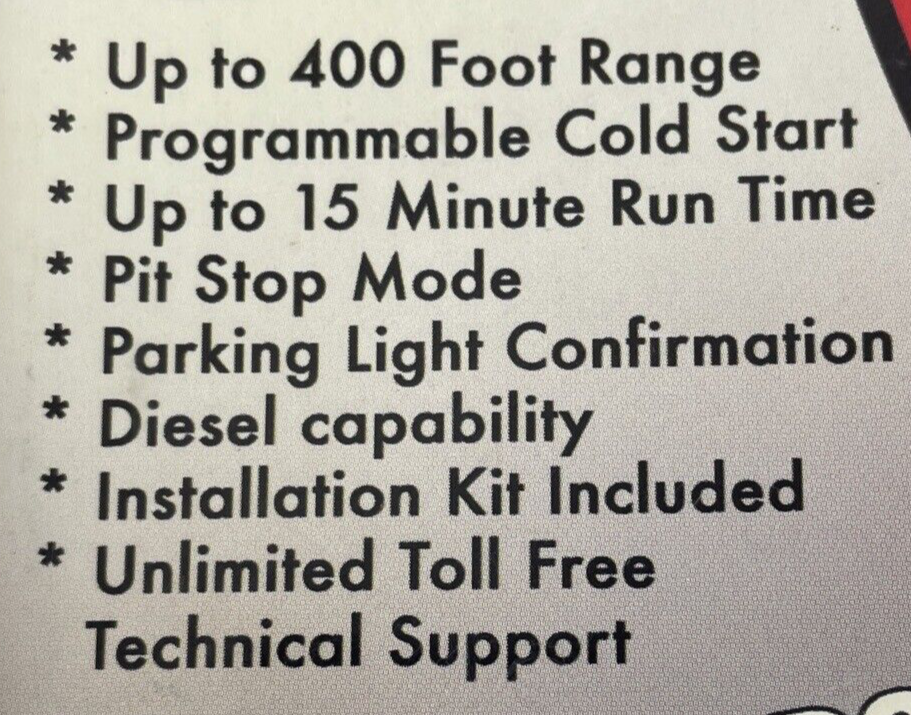 * Up to 400 Foot Range
* Programmable Cold Start
* Up to 15 Minute Run Time
* Pit Stop Mode
* Parking Light Confirmation
* Diesel capability
* Installation Kit Included
* Unlimited Toll Free
Technical Support